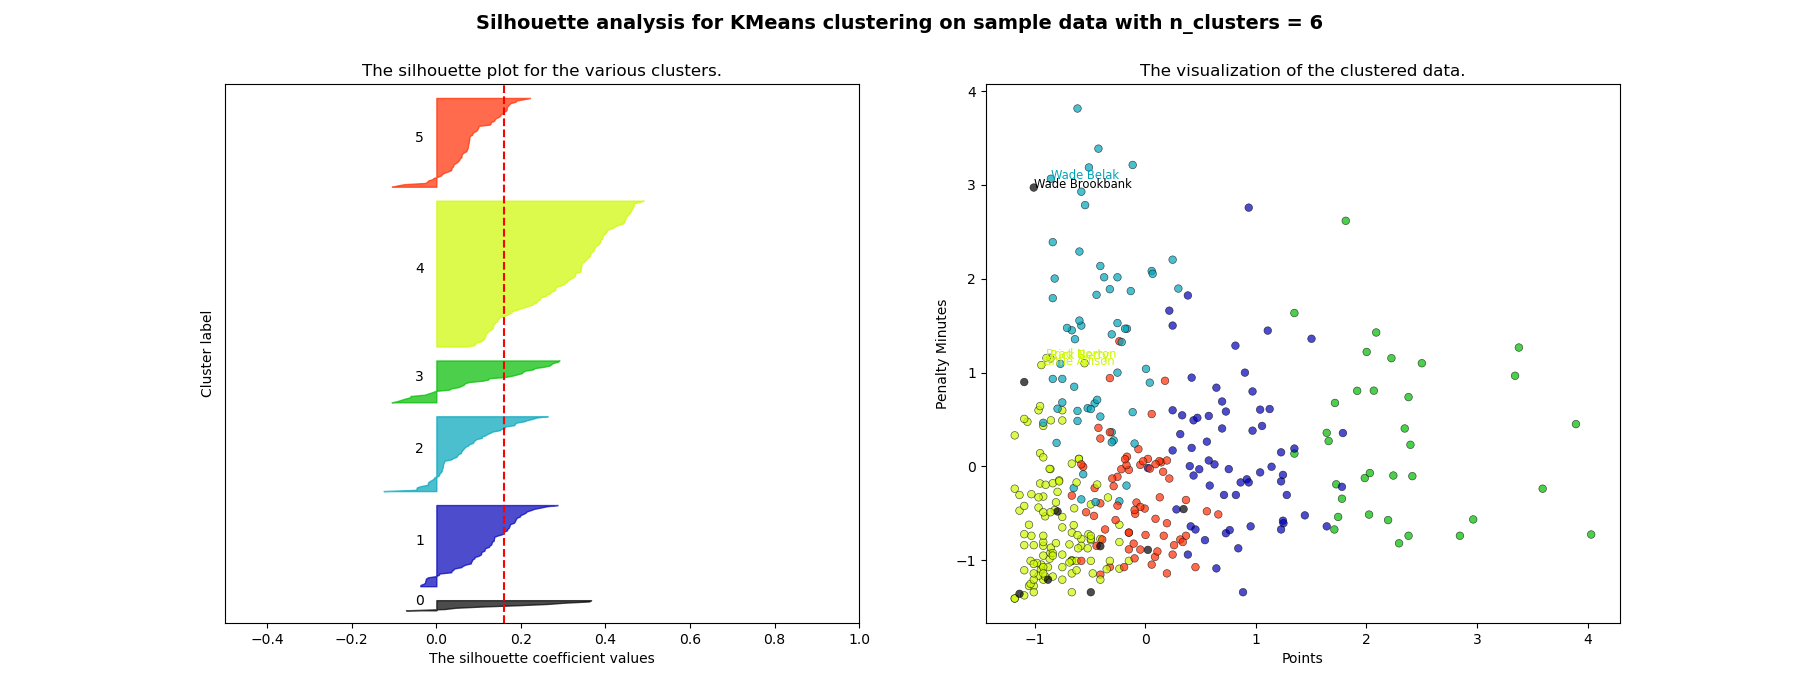 Silhouette analysis for KMeans clustering on sample data with n_clusters = 6
The silhouette plot for the various clusters.
5
4
3
2
1
0
Cluster label
−0.4
−0.2
0.0
0.2
0.4
0.6
0.8
1.0
The silhouette coefficient values
The visualization of the clustered data.
4
3
2
1
0
−1
Penalty Minutes
Wade Belak
Wade Brookbank
−1
0
1
2
3
4
Points